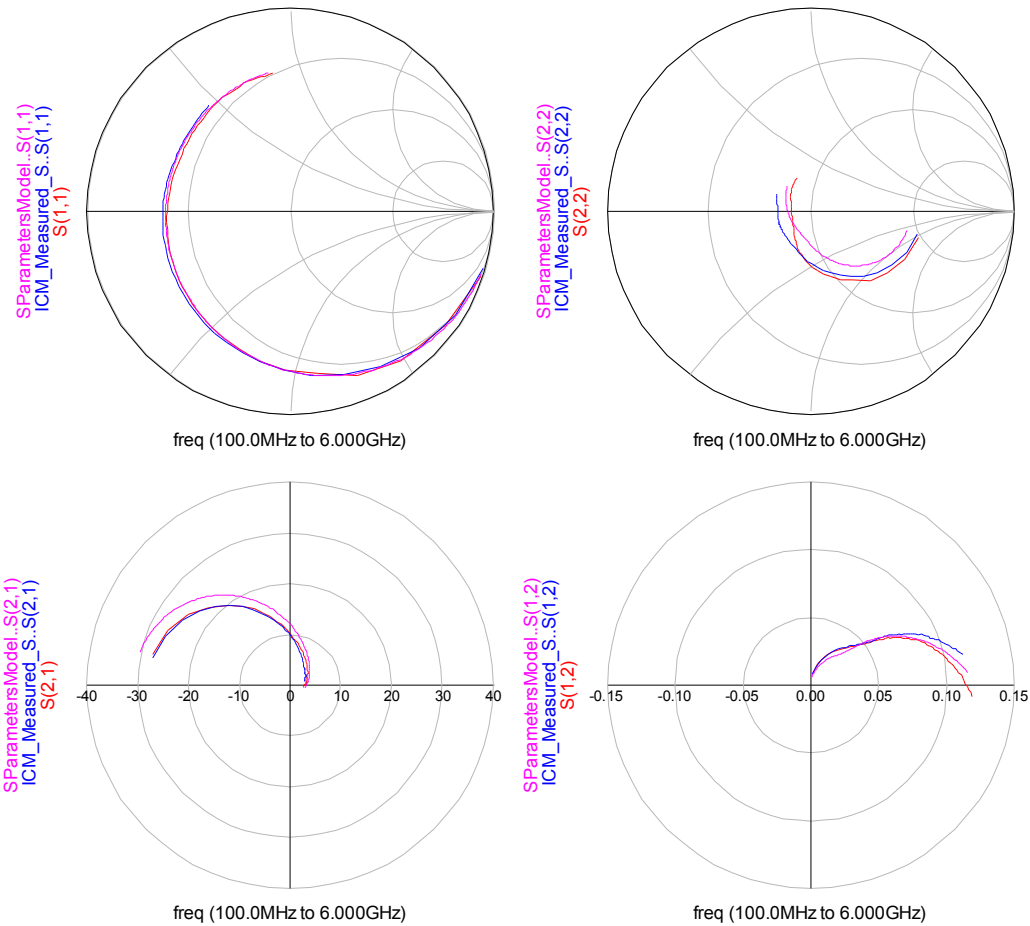 SParametersModel..S(1,1)
ICM_Measured_S..S(1,1)
S(1,1)
freq (100.0MHz to 6.000GHz)
SParametersModel..S(2,2)
ICM_Measured_S..S(2,2)
S(2,2)
freq (100.0MHz to 6.000GHz)
SParametersModel..S(2,1)
ICM_Measured_S..S(2,1)
S(2,1)
-40 -30 -20 -10 0 10 20 30 40
freq (100.0MHz to 6.000GHz)
SParametersModel..S(1,2)
ICM_Measured_S..S(1,2)
S(1,2)
-0.15 -0.10 -0.05 0.00 0.05 0.10 0.15
freq (100.0MHz to 6.000GHz)